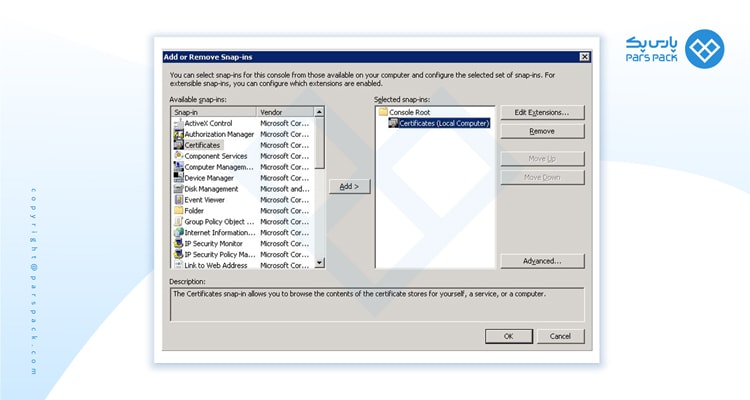 پارس پک
PARS PACK
Add or Remove Snap-ins
You can select snap-ins for this console from those available on your computer and configure the selected set of snap-ins. For
extensible snap-ins, you can configure which extensions are enabled.
Available snap-ins:
Snap-in Vendor
ActiveX Control Microsoft Cor...
Authorization Manager Microsoft Cor...
Certificates Microsoft Cor...
Component Services Microsoft Cor...
Computer Managem... Microsoft Cor...
Device Manager Microsoft Cor...
Disk Management Microsoft and...
Event Viewer Microsoft Cor...
Folder Microsoft Cor...
Group Policy Object ... Microsoft Cor...
Internet Information... Microsoft Cor...
IP Security Monitor Microsoft Cor...
IP Security Policy Ma... Microsoft Cor...
Link to Web Address Microsoft Cor...
Add >
Selected snap-ins:
Console Root
Certificates (Local Computer)
Edit Extensions...
Remove
Move Up
Move Down
Advanced...
Description:
The Certificates snap-in allows you to browse the contents of the certificate stores for yourself, a service, or a computer.
OK Cancel
copyright@parspack.com